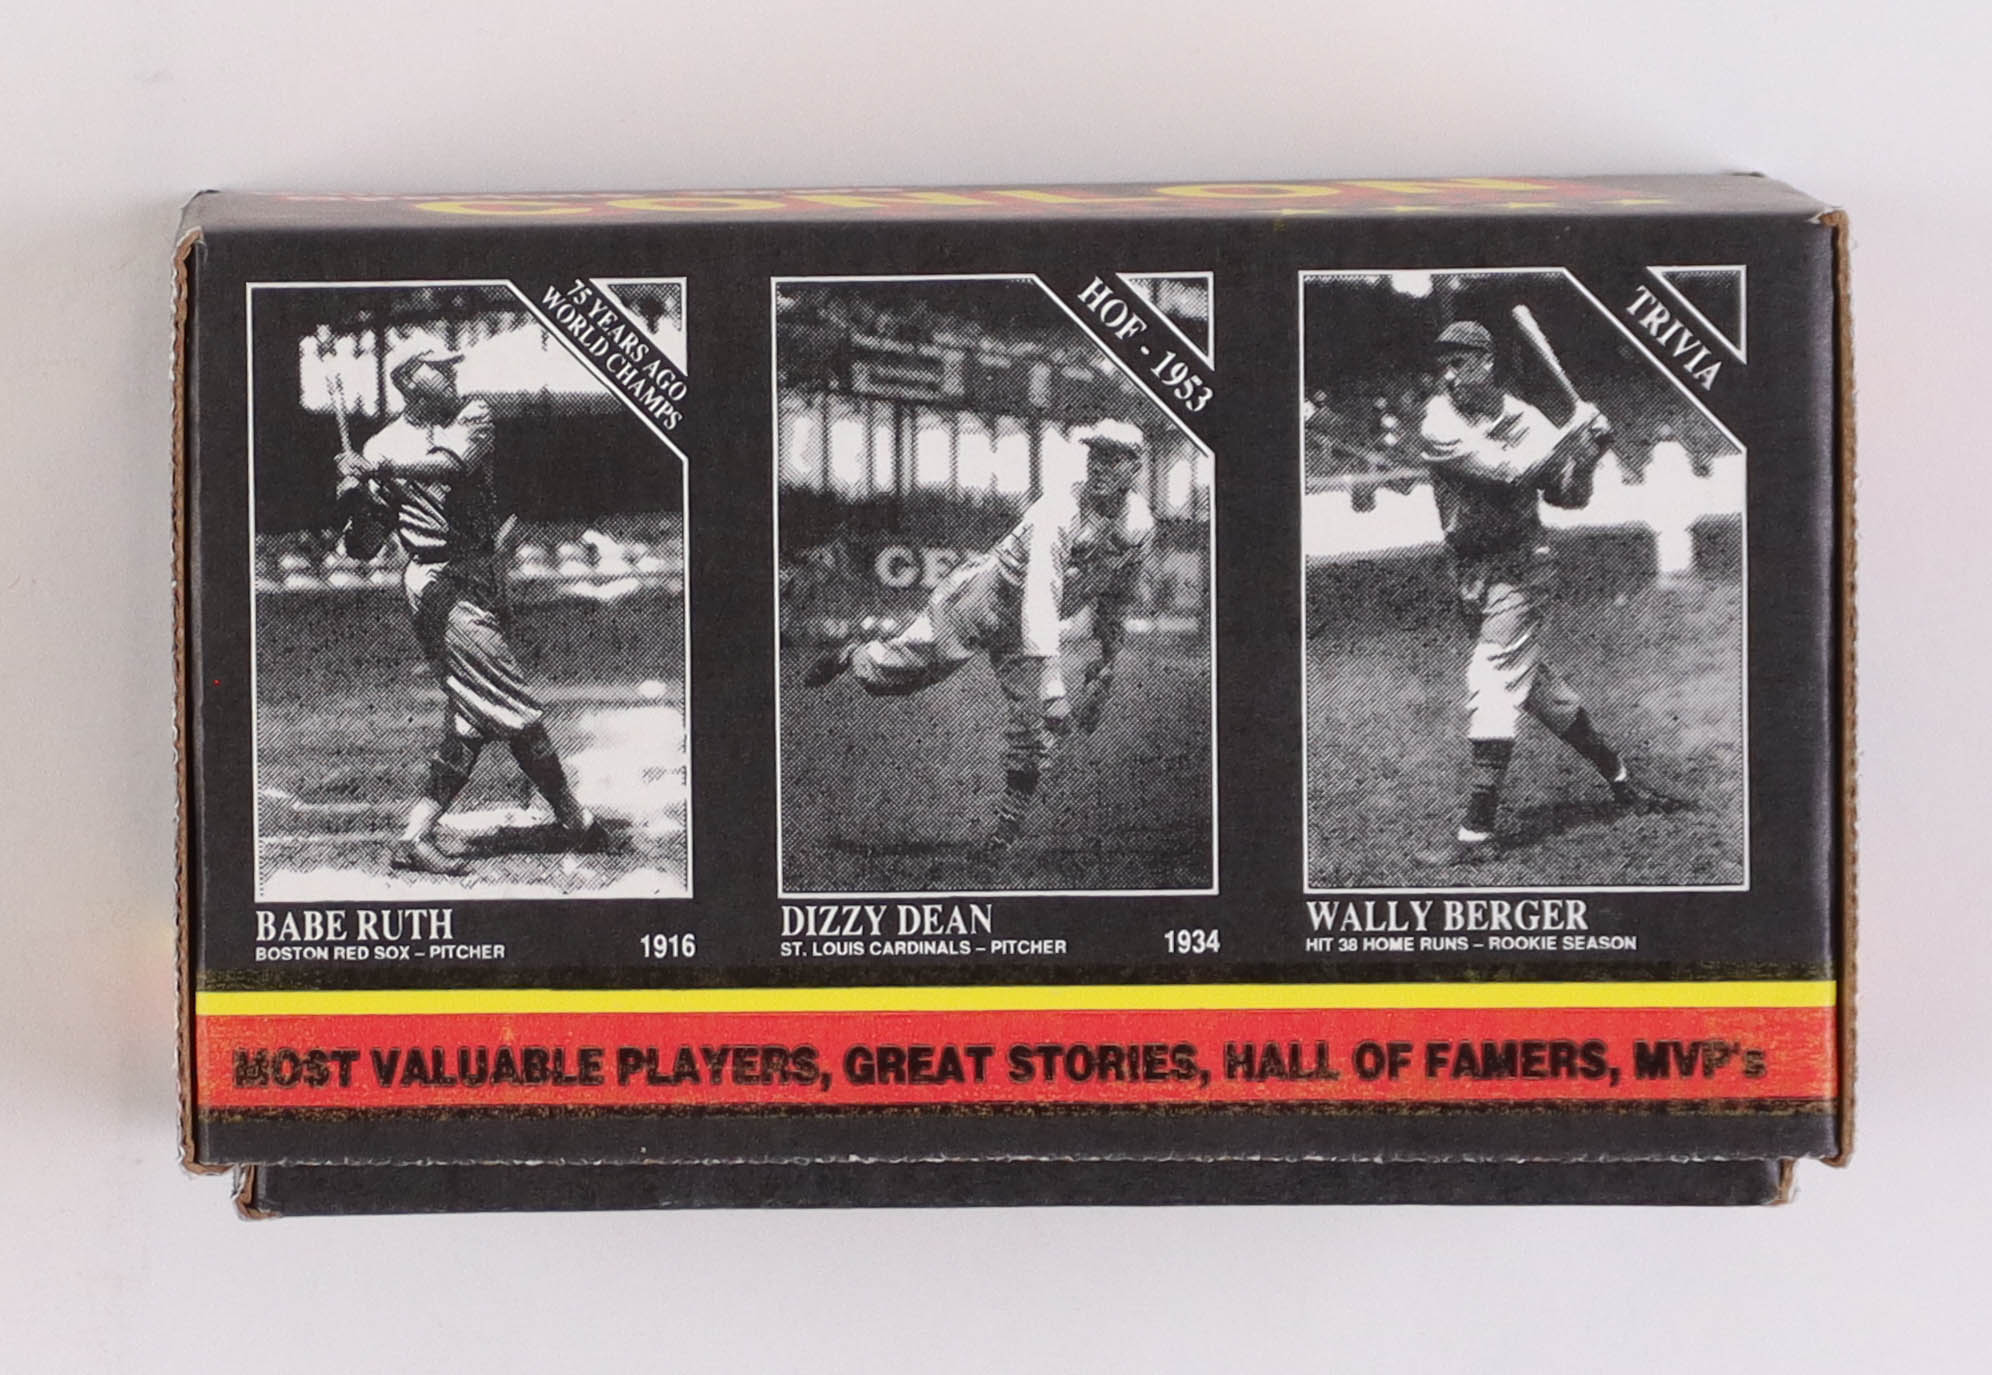 CONLON
75 YEARS AGO
WORLD CHAMPS
HOF - 1953
TRIVIA
BABE RUTH
BOSTON RED SOX – PITCHER 1916
DIZZY DEAN
ST. LOUIS CARDINALS – PITCHER 1934
WALLY BERGER
HIT 38 HOME RUNS – ROOKIE SEASON
MOST VALUABLE PLAYERS, GREAT STORIES, HALL OF FAMERS, MVP's